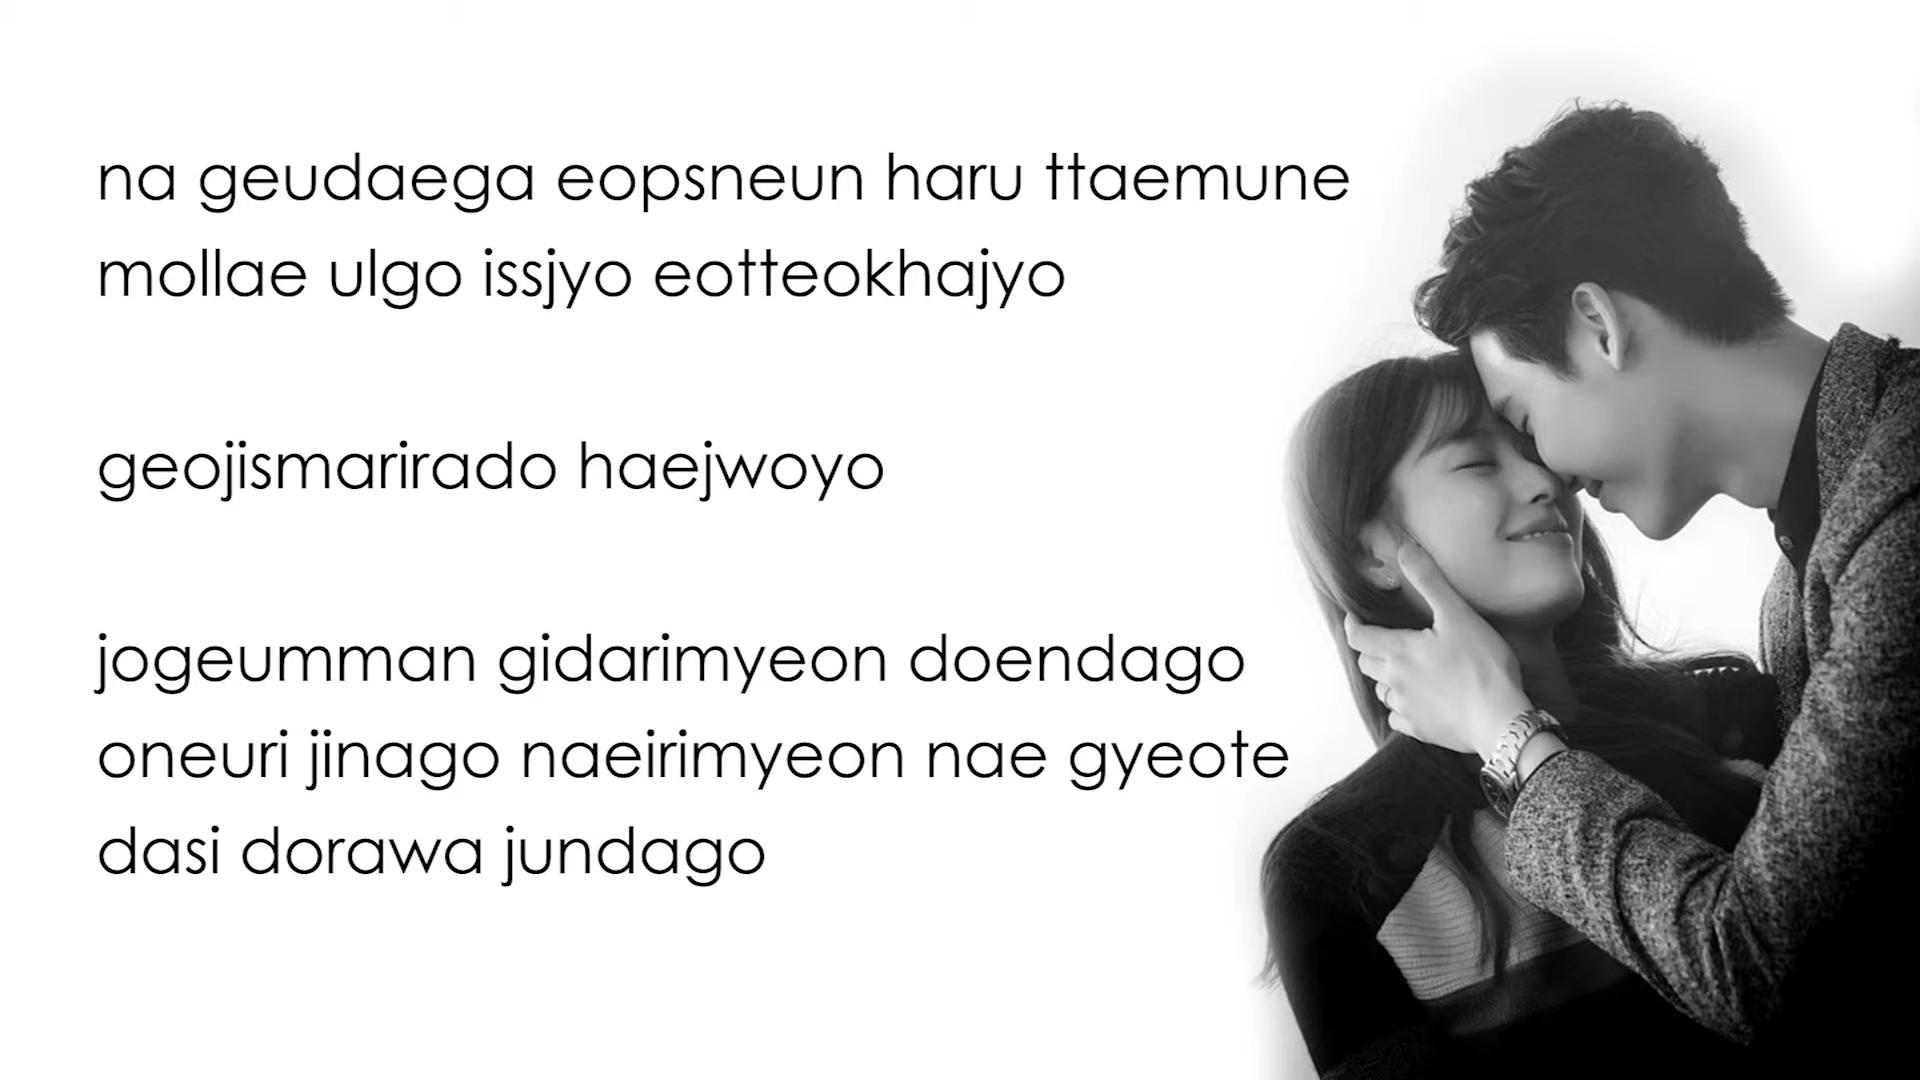 na geudaega eopsneun haru ttaemune
mollae ulgo issjyo eotteokhajyo
geojismarirado haejwoyo
jogeumman gidarimyeon doendago
oneuri jinago naeirimyeon nae gyeote
dasi dorawa jundago